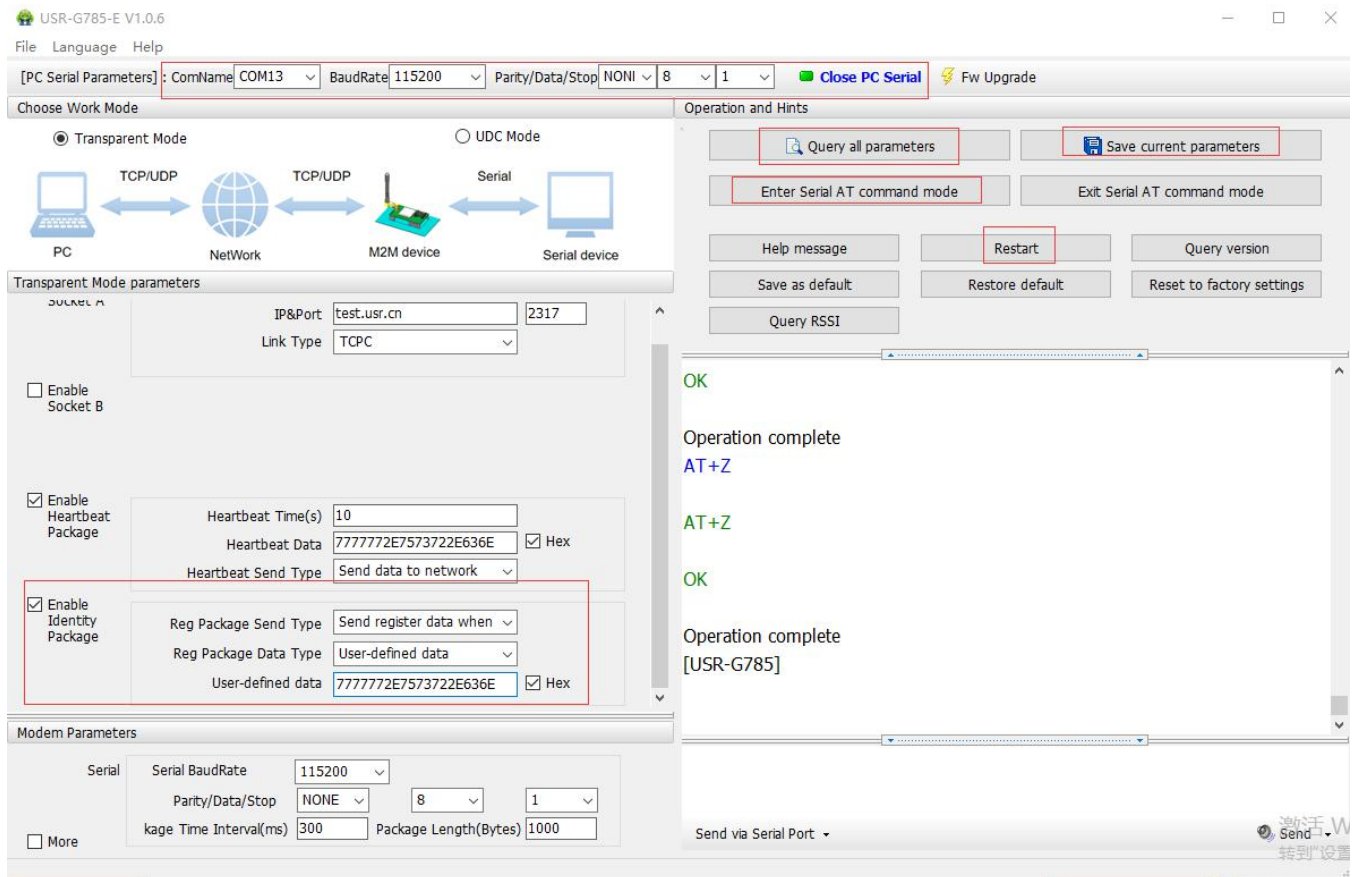 USR-G785-E V1.0.6
File Language Help
[PC Serial Parameters] : ComName COM13 BaudRate 115200 Parity/Data/Stop NONI 8 1 Close PC Serial Fw Upgrade
Choose Work Mode
Transparent Mode UDC Mode
TCP/UDP TCP/UDP Serial
PC NetWork M2M device Serial device
Transparent Mode parameters
Socket A
IP&Port test.usr.cn 2317
Link Type TCPC
Enable
Socket B
Enable
Heartbeat
Package
Heartbeat Time(s) 10
Heartbeat Data 7777772E7573722E636E Hex
Heartbeat Send Type Send data to network
Enable
Identity
Package
Reg Package Send Type Send register data when
Reg Package Data Type User-defined data
User-defined data 7777772E7573722E636E Hex
Modem Parameters
Serial Serial BaudRate 115200
Parity/Data/Stop NONE 8 1
kage Time Interval(ms) 300 Package Length(Bytes) 1000
More
Operation and Hints
Query all parameters Save current parameters
Enter Serial AT command mode Exit Serial AT command mode
Help message Restart Query version
Save as default Restore default Reset to factory settings
Query RSSI
OK
Operation complete
AT+Z
AT+Z
OK
Operation complete
[USR-G785]
Send via Serial Port Send
激活 W
转到"设置